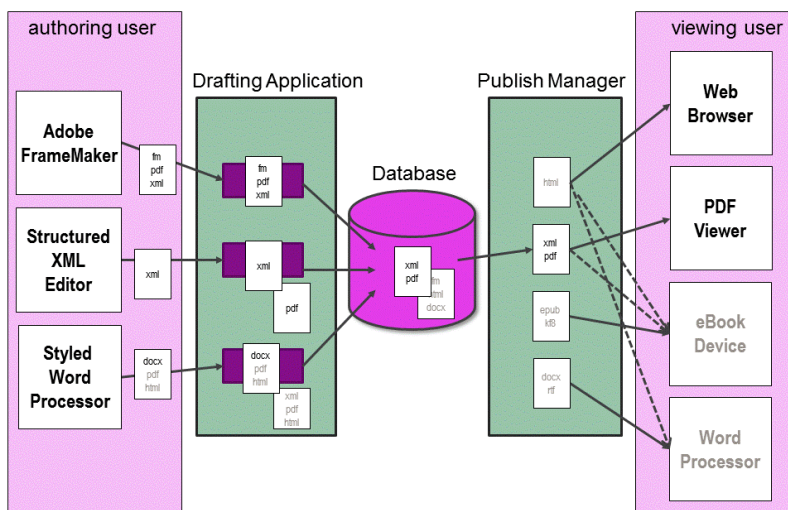 authoring user
Adobe
FrameMaker
fm
pdf
xml
Structured
XML
Editor
xml
Styled
Word
Processor
docx
pdf
html
Drafting Application
fm
pdf
xml
xml
pdf
docx
pdf
html
xml
pdf
html
Database
xml
pdf
fm
html
docx
Publish Manager
html
xml
pdf
epub
kf8
docx
rtf
viewing user
Web
Browser
PDF
Viewer
eBook
Device
Word
Processor